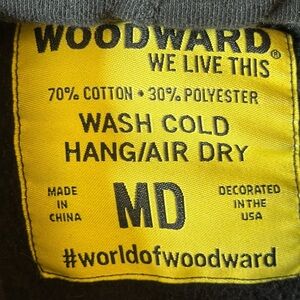 WOODWARD®
WE LIVE THIS
70% COTTON • 30% POLYESTER
WASH COLD
HANG/AIR DRY
MADE IN CHINA
MD
DECORATED IN THE USA
#worldofwoodward